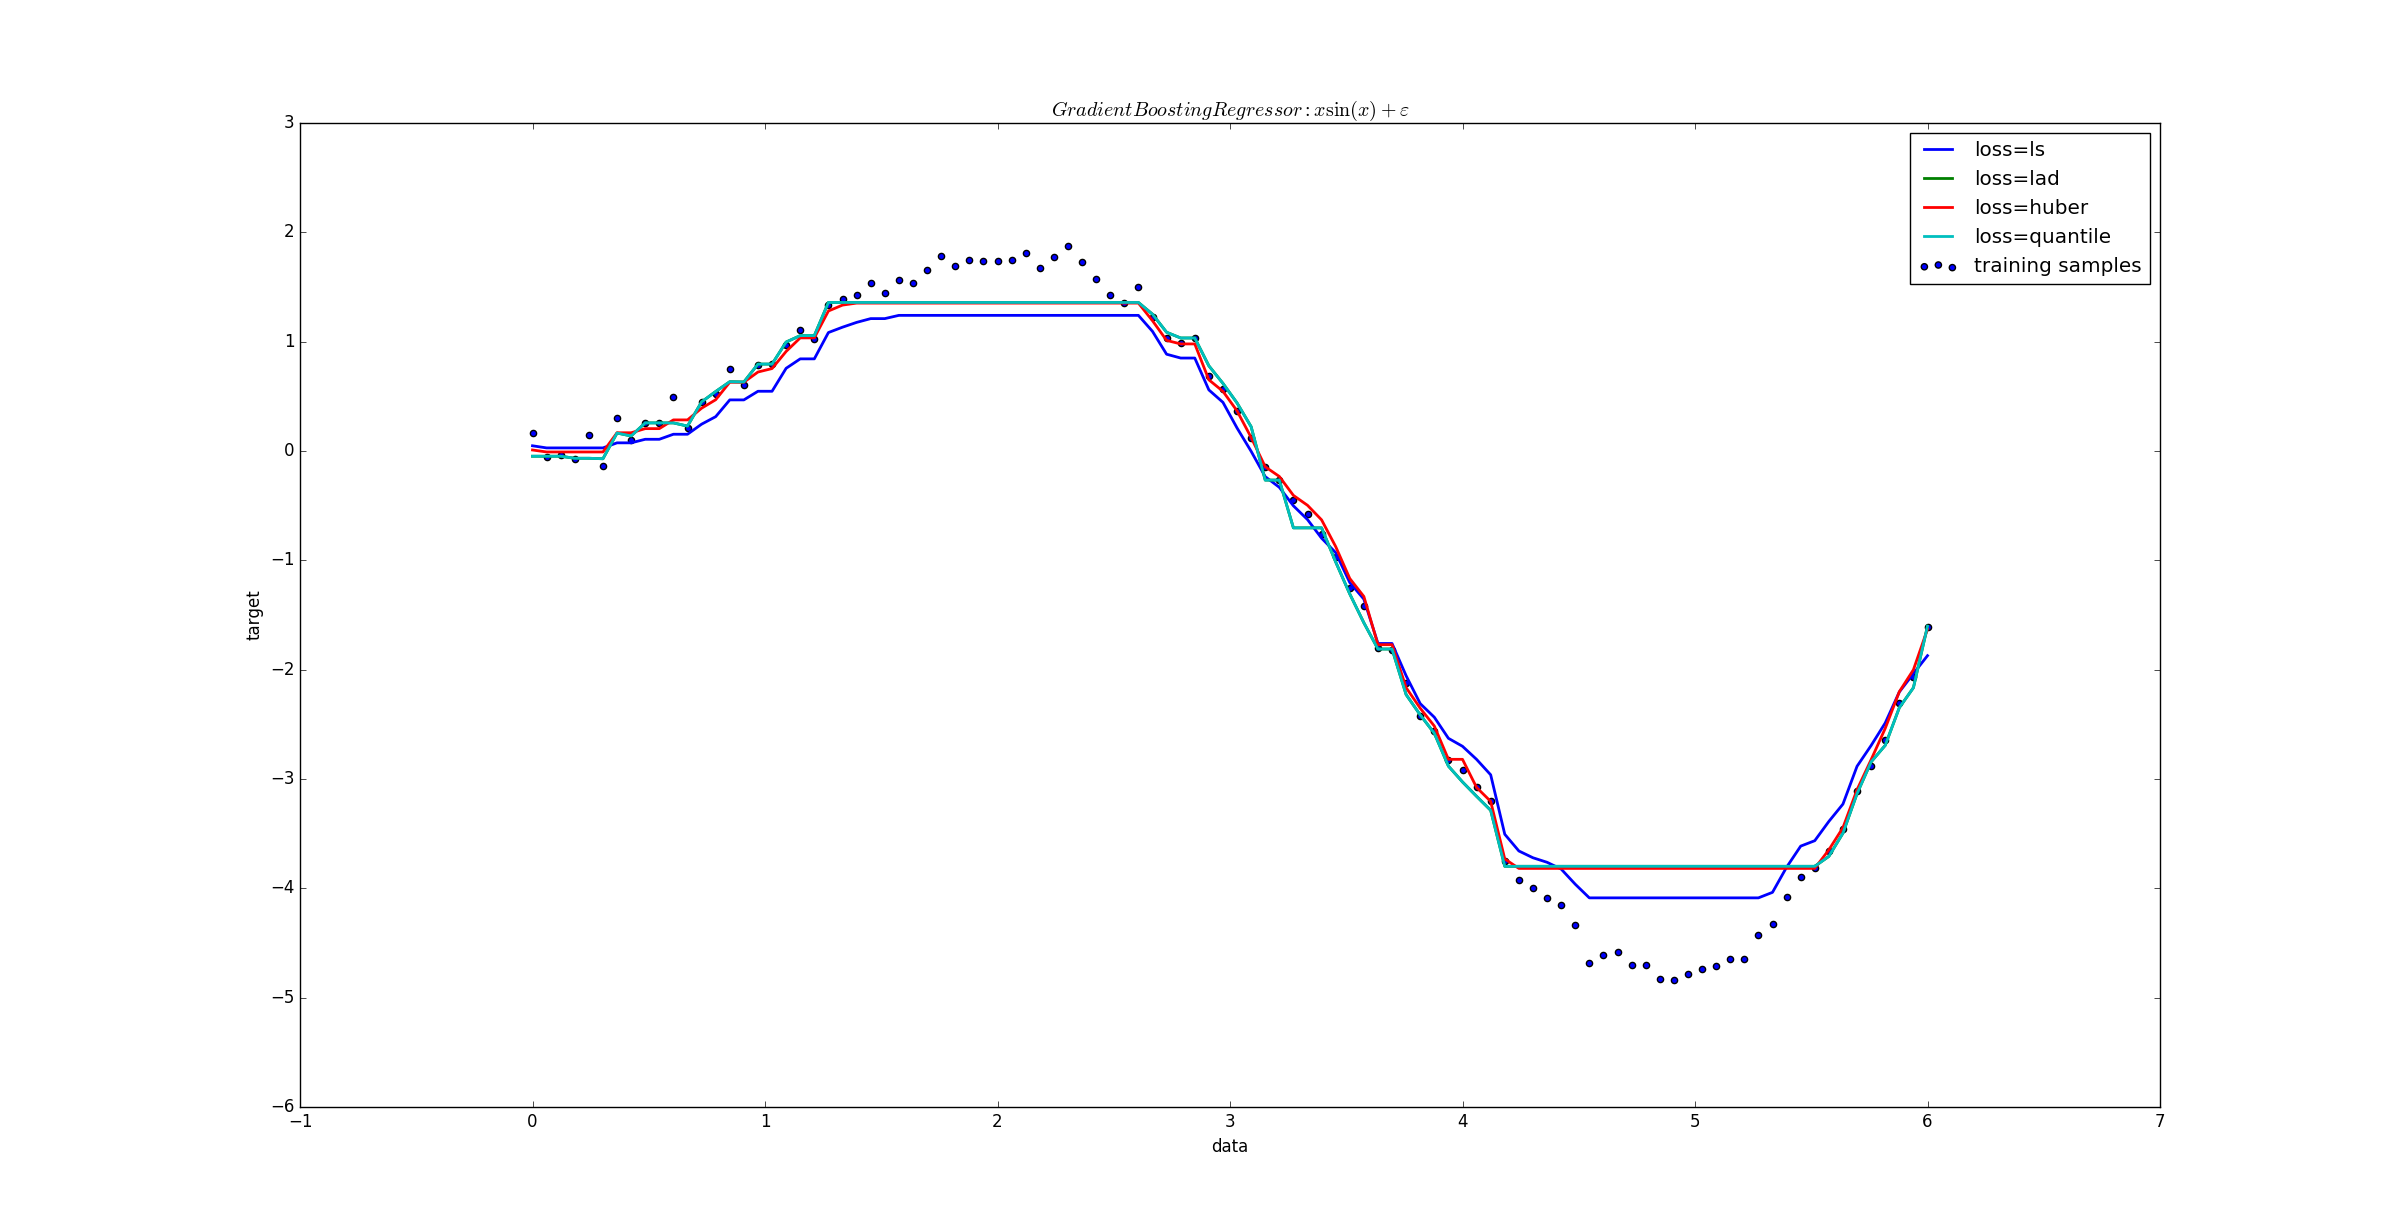 GradientBoostingRegressor: x sin(x) + ε
3
2
1
0
−1
−2
−3
−4
−5
−6
target
−1 0 1 2 3 4 5 6 7
data
loss=ls
loss=lad
loss=huber
loss=quantile
training samples